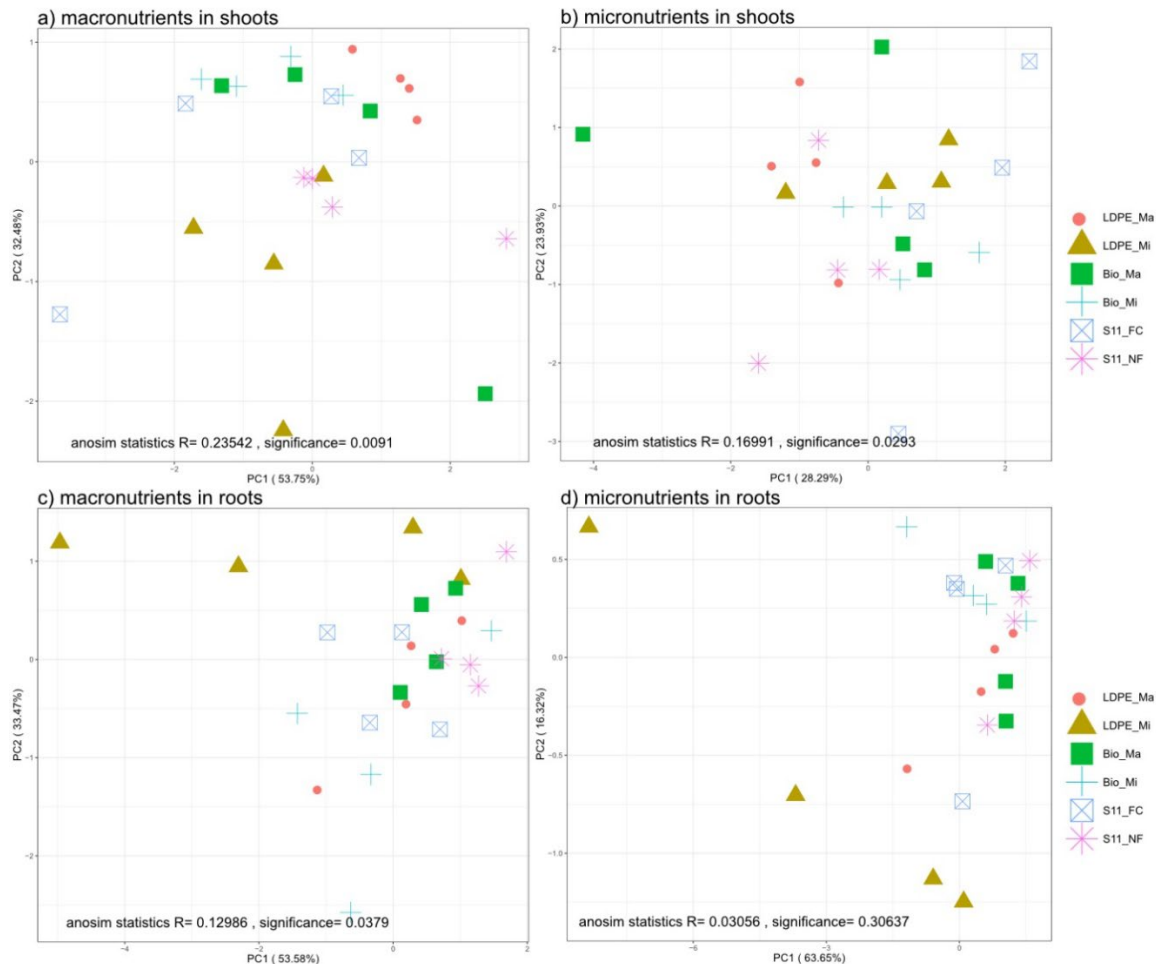 a) macronutrients in shoots
1
0
−1
−2
PC2 ( 32.48%)
anosim statistics R= 0.23542 , significance= 0.0091
−2
0
2
PC1 ( 53.75%)
b) micronutrients in shoots
2
1
0
−1
−2
−3
PC2 ( 23.93%)
anosim statistics R= 0.16991 , significance= 0.0293
−4
−2
0
2
PC1 ( 28.29%)
LDPE_Ma
LDPE_Mi
Bio_Ma
Bio_Mi
S11_FC
S11_NF
c) macronutrients in roots
1
0
−1
−2
PC2 ( 33.47%)
anosim statistics R= 0.12986 , significance= 0.0379
−4
−2
0
2
PC1 ( 53.58%)
d) micronutrients in roots
0.5
0.0
−0.5
−1.0
PC2 ( 16.32%)
anosim statistics R= 0.03056 , significance= 0.30637
−6
−3
0
PC1 ( 63.65%)
LDPE_Ma
LDPE_Mi
Bio_Ma
Bio_Mi
S11_FC
S11_NF